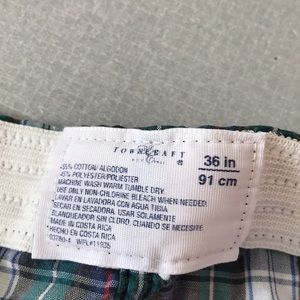 TOWNCRAFT
®
36 in
91 cm
55% COTTON/ ALGODON
45% POLYESTER/POLIESTER
MACHINE WASH WARM TUMBLE DRY.
USE ONLY NON-CHLORINE BLEACH WHEN NEEDED.
LAVAR EN LAVADORA CON AGUA TIBIA
SECAR EN SECADORA. USAR SOLAMENTE
BLANQUEADOR SIN CLORO. CUANDO SE NECESITE.
MADE IN COSTA RICA
HECHO EN COSTA RICA
WPL#11935